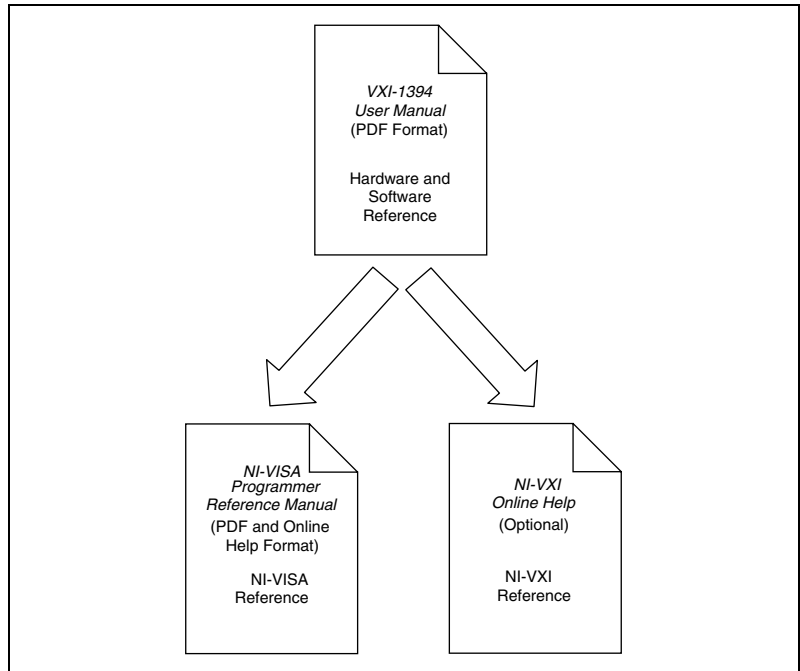 VXI-1394
User Manual
(PDF Format)
Hardware and
Software
Reference
NI-VISA
Programmer
Reference Manual
(PDF and Online
Help Format)
NI-VISA
Reference
NI-VXI
Online Help
(Optional)
NI-VXI
Reference